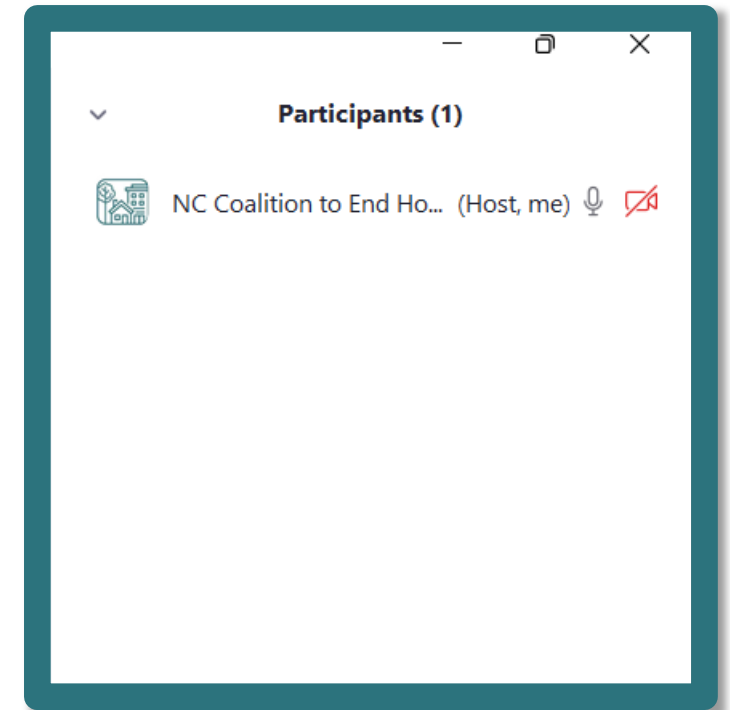 Participants (1)
NC Coalition to End Ho... (Host, me)